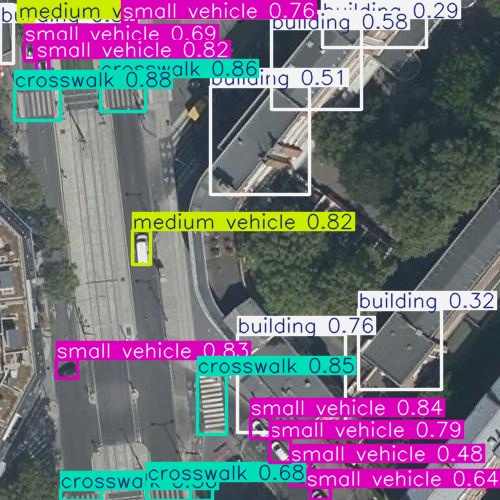 medium v
small vehicle 0.76
building 0.29
building 0.58
small vehicle 0.69
small vehicle 0.82
crosswalk 0.86
crosswalk 0.88
building 0.51
medium vehicle 0.82
building 0.32
building 0.76
small vehicle 0.83
crosswalk 0.85
small vehicle 0.84
small vehicle 0.79
small vehicle 0.48
crosswalk 0.68
small vehicle 0.64
crosswa